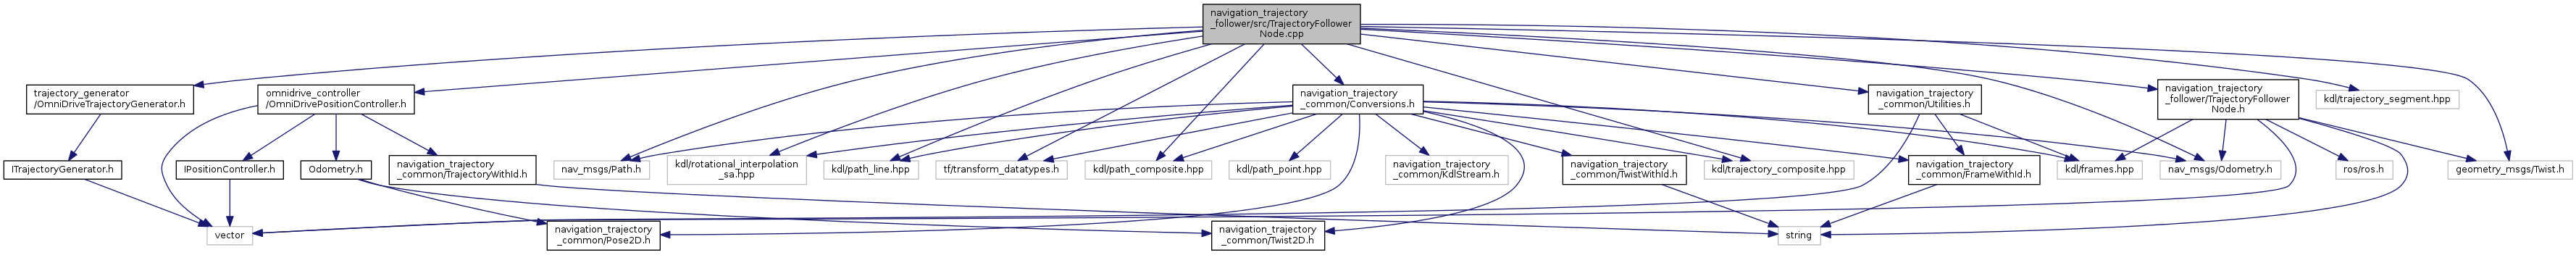 navigation_trajectory
_follower/src/TrajectoryFollower
Node.cpp
trajectory_generator
/OmniDriveTrajectoryGenerator.h
omnidrive_controller
/OmniDrivePositionController.h
navigation_trajectory
_common/Conversions.h
navigation_trajectory
_common/Utilities.h
navigation_trajectory
_follower/TrajectoryFollower
Node.h
kdl/trajectory_segment.hpp
ITrajectoryGenerator.h
IPositionController.h
Odometry.h
navigation_trajectory
_common/TrajectoryWithId.h
nav_msgs/Path.h
kdl/rotational_interpolation
_sa.hpp
kdl/path_line.hpp
tf/transform_datatypes.h
kdl/path_composite.hpp
kdl/path_point.hpp
navigation_trajectory
_common/KdlStream.h
navigation_trajectory
_common/TwistWithId.h
kdl/trajectory_composite.hpp
navigation_trajectory
_common/FrameWithId.h
kdl/frames.hpp
nav_msgs/Odometry.h
ros/ros.h
geometry_msgs/Twist.h
vector
navigation_trajectory
_common/Pose2D.h
navigation_trajectory
_common/Twist2D.h
string